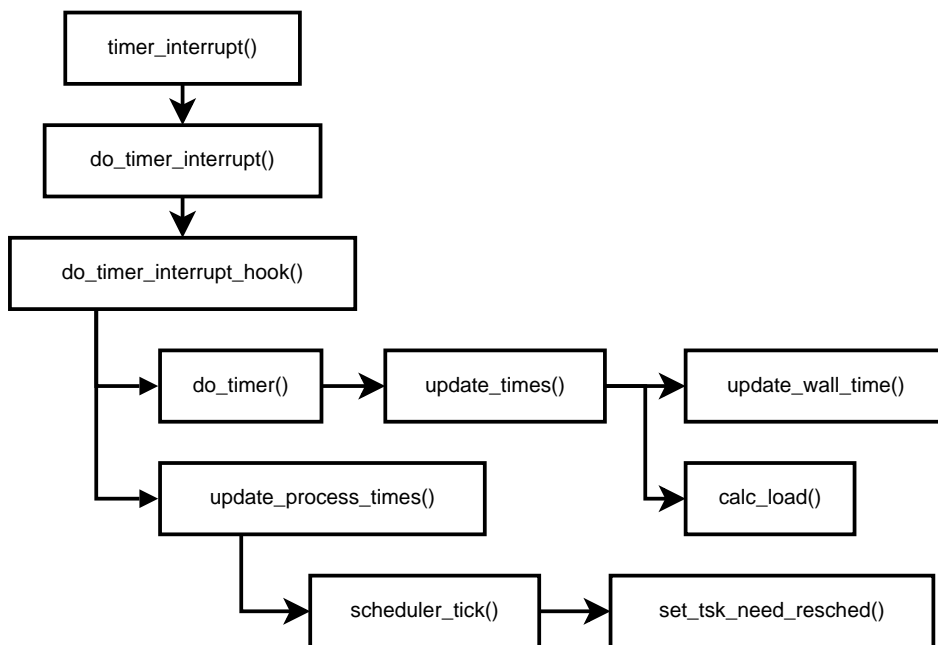 timer_interrupt()
do_timer_interrupt()
do_timer_interrupt_hook()
do_timer()
update_times()
update_wall_time()
update_process_times()
calc_load()
scheduler_tick()
set_tsk_need_resched()